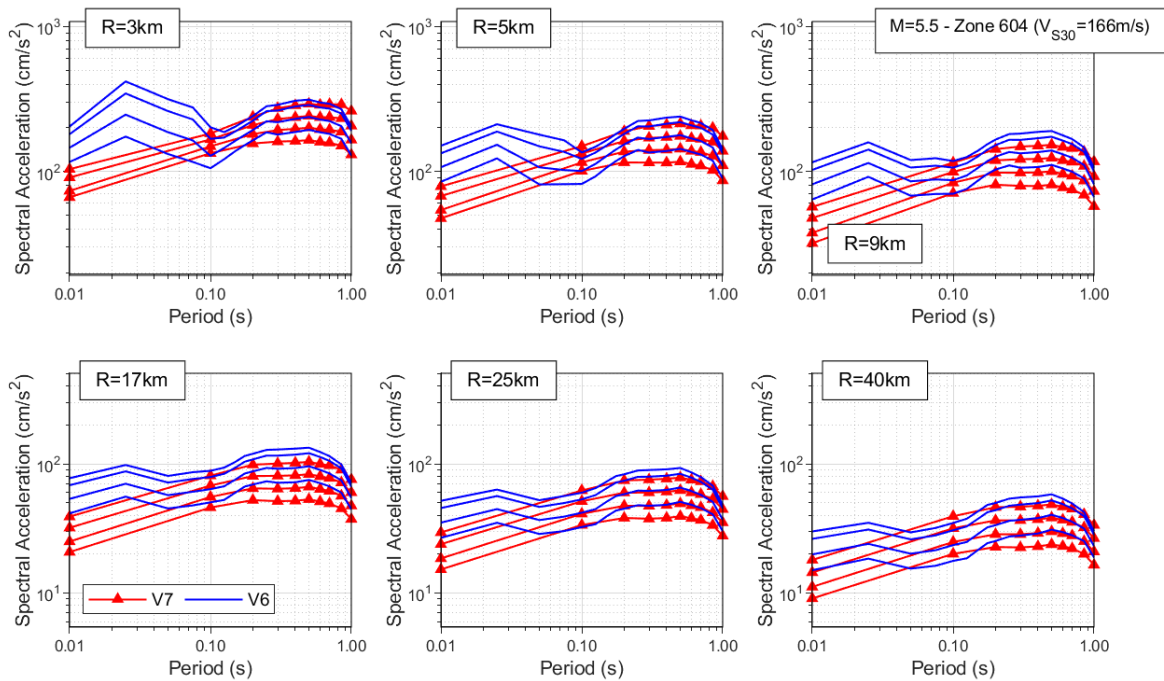 R=3km
10³
10²
Spectral Acceleration (cm/s²)
0.01 0.10 1.00
Period (s)
R=5km
10³
10²
Spectral Acceleration (cm/s²)
0.01 0.10 1.00
Period (s)
M=5.5 - Zone 604 (V_S30=166m/s)
10³
10²
Spectral Acceleration (cm/s²)
R=9km
0.01 0.10 1.00
Period (s)
R=17km
10²
10¹
Spectral Acceleration (cm/s²)
V7 V6
0.01 0.10 1.00
Period (s)
R=25km
10²
10¹
Spectral Acceleration (cm/s²)
0.01 0.10 1.00
Period (s)
R=40km
10²
10¹
Spectral Acceleration (cm/s²)
0.01 0.10 1.00
Period (s)